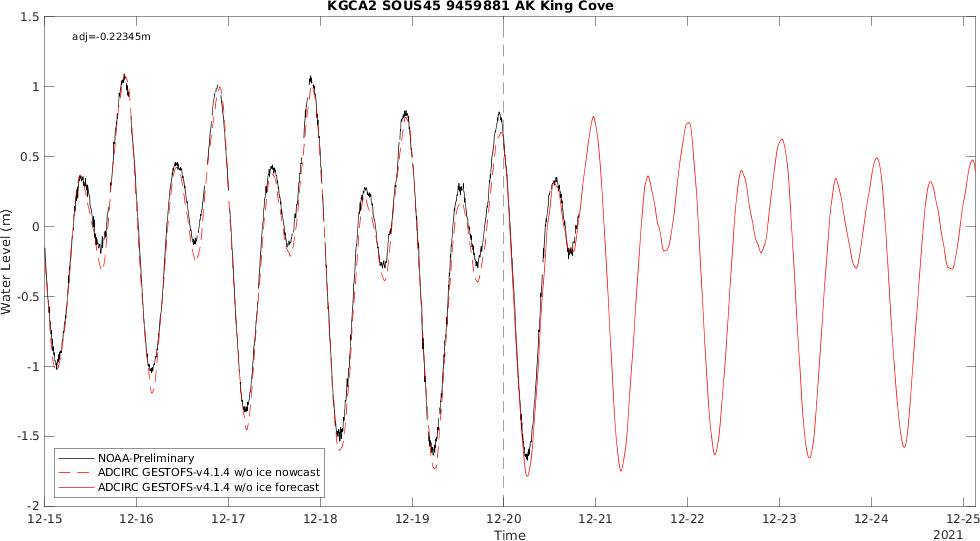 KGCA2 SOUS45 9459881 AK King Cove
adj=-0.22345m
1.5
1
0.5
0
-0.5
-1
-1.5
-2
Water Level (m)
NOAA-Preliminary
ADCIRC GESTOFS-v4.1.4 w/o ice nowcast
ADCIRC GESTOFS-v4.1.4 w/o ice forecast
12-15 12-16 12-17 12-18 12-19 12-20 12-21 12-22 12-23 12-24 12-25
Time
2021